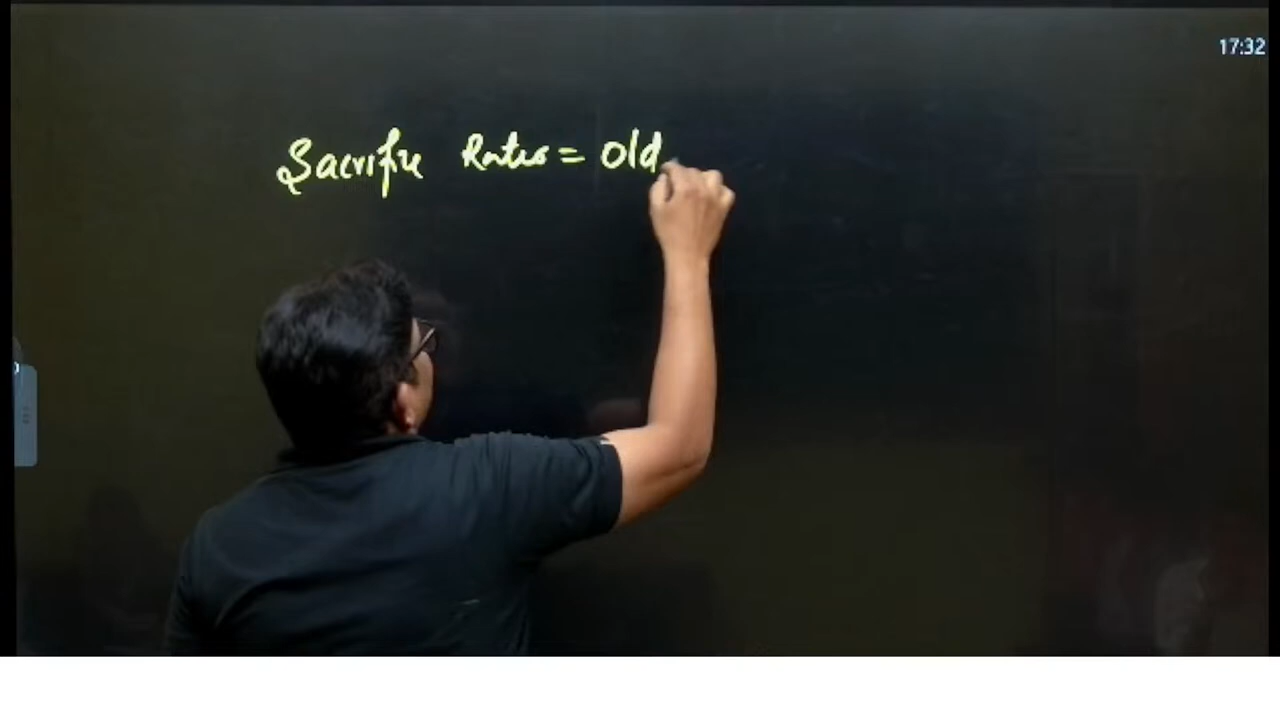 17:32
Sacrifice Ratio = Old